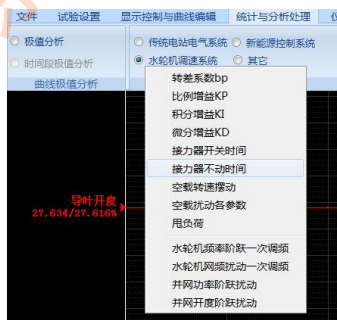 文件 试验设置 显示控制与曲线编辑 统计与分析处理
极值分析 传统电站电气系统 新能源控制系统
时间段极值分析 水轮机调速系统 其它
曲线极值分析
转差系数bp
比例增益KP
积分增益KI
微分增益KD
接力器开关时间
接力器不动时间
空载转速摆动
空载扰动各参数
甩负荷
水轮机频率阶跃一次调频
水轮机网频扰动一次调频
并网功率阶跃扰动
并网开度阶跃扰动
导叶开度
27.634/27.616%